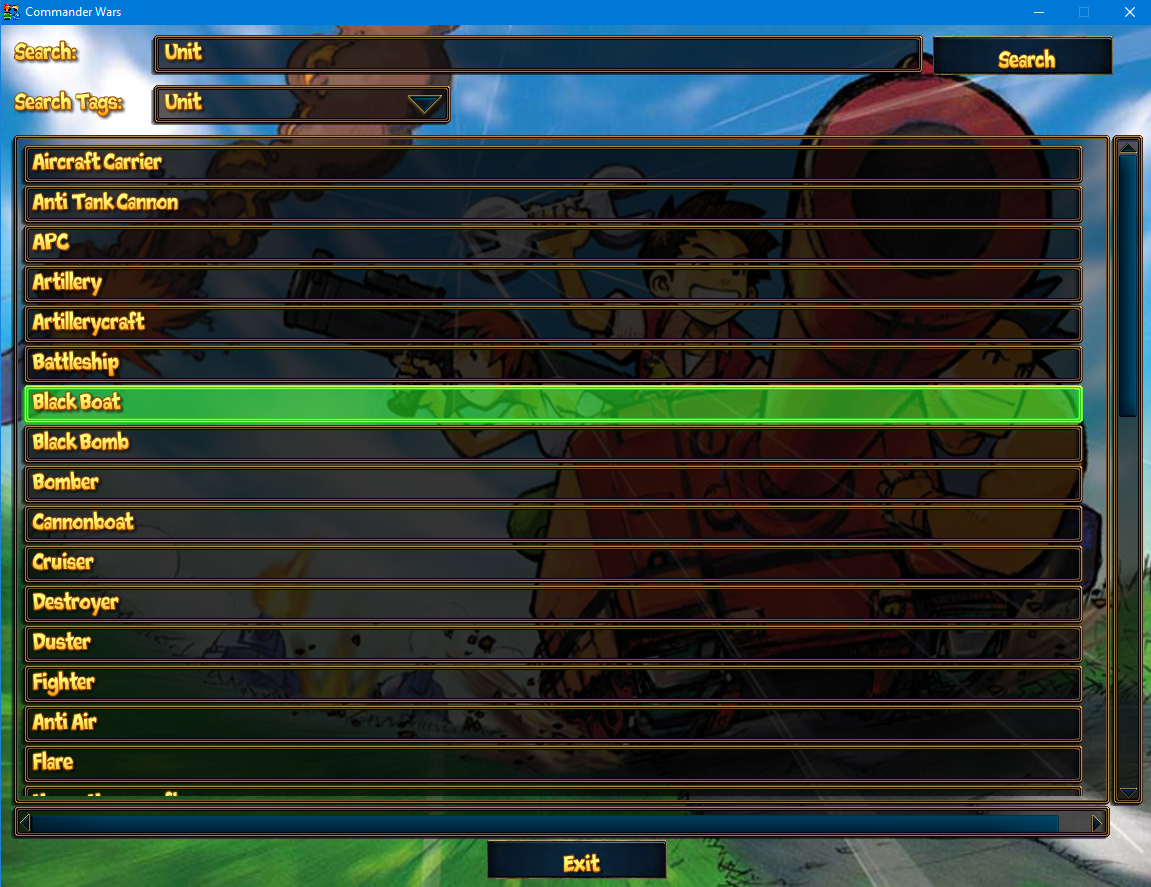 Commander Wars
Search: Unit Search
Search Tags: Unit
Aircraft Carrier
Anti Tank Cannon
APC
Artillery
Artillerycraft
Battleship
Black Boat
Black Bomb
Bomber
Cannonboat
Cruiser
Destroyer
Duster
Fighter
Anti Air
Flare
Exit